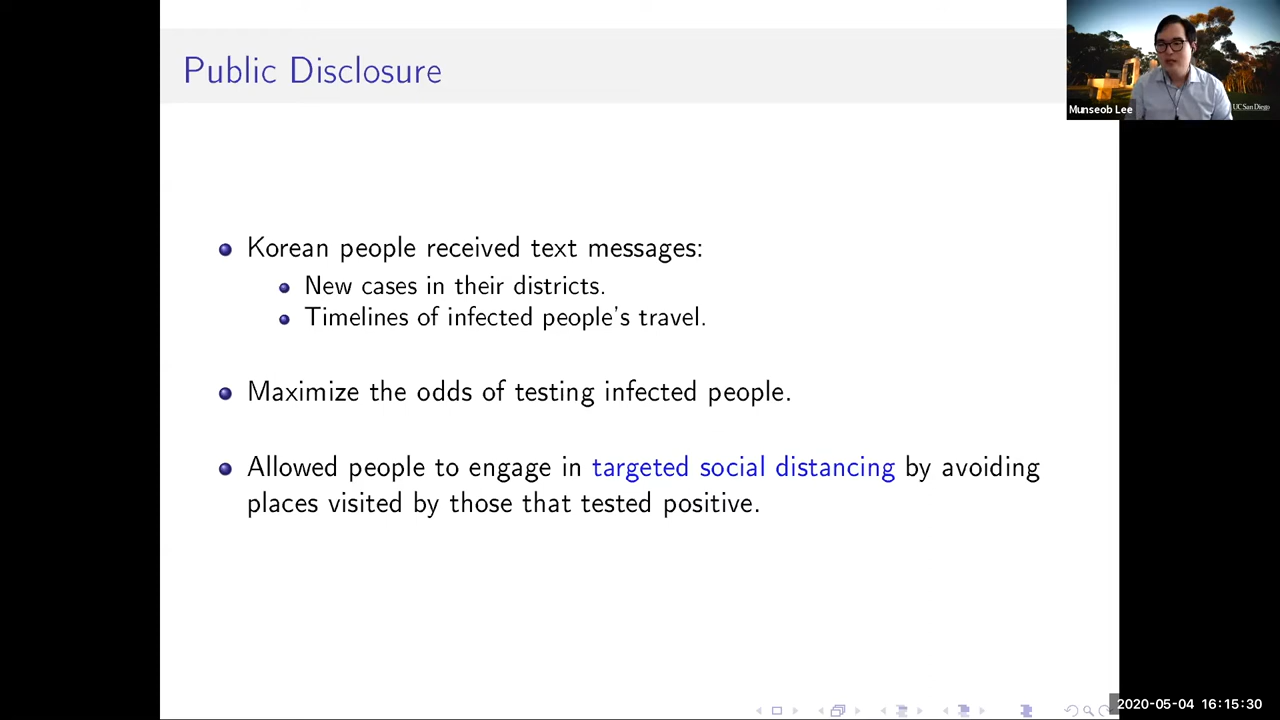 Public Disclosure
Munseob Lee
UC San Diego
Korean people received text messages:
New cases in their districts.
Timelines of infected people's travel.
Maximize the odds of testing infected people.
Allowed people to engage in targeted social distancing by avoiding
places visited by those that tested positive.
2020-05-04 16:15:30